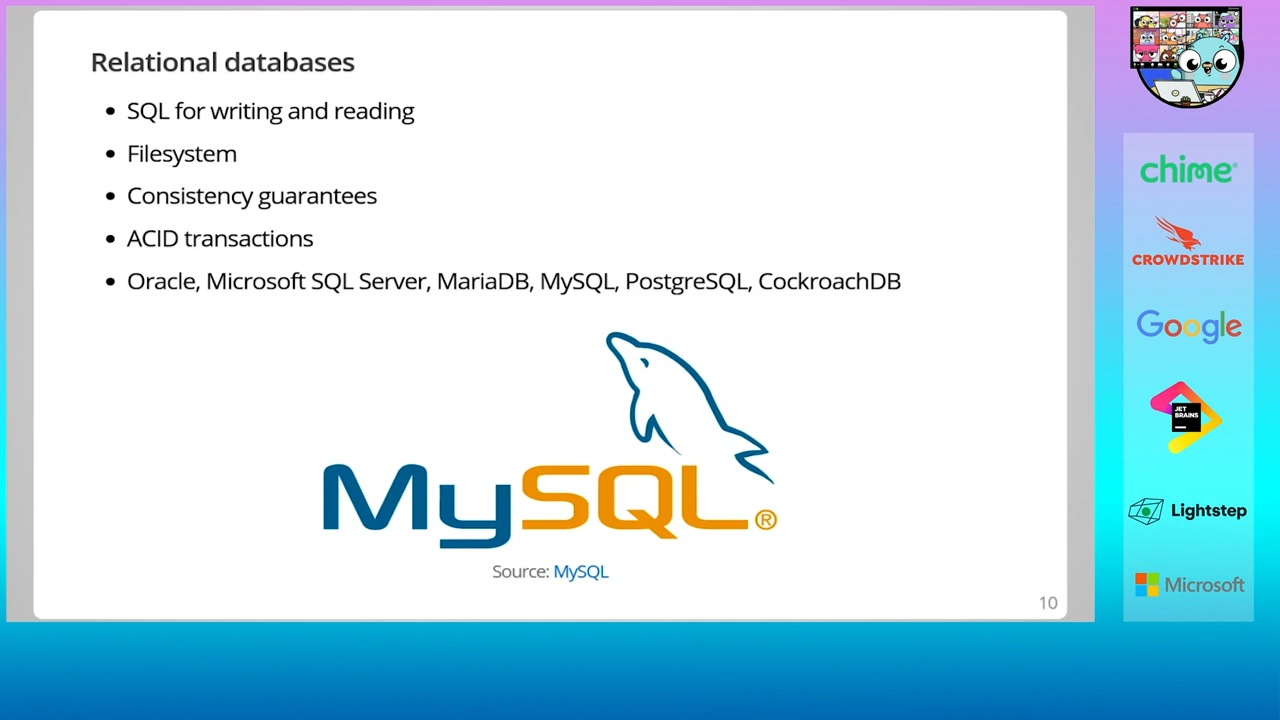 Relational databases
• SQL for writing and reading
• Filesystem
• Consistency guarantees
• ACID transactions
• Oracle, Microsoft SQL Server, MariaDB, MySQL, PostgreSQL, CockroachDB
MySQL®
Source: MySQL
10
chime®
CROWDSTRIKE
Google
JET
BRAINS
Lightstep
Microsoft